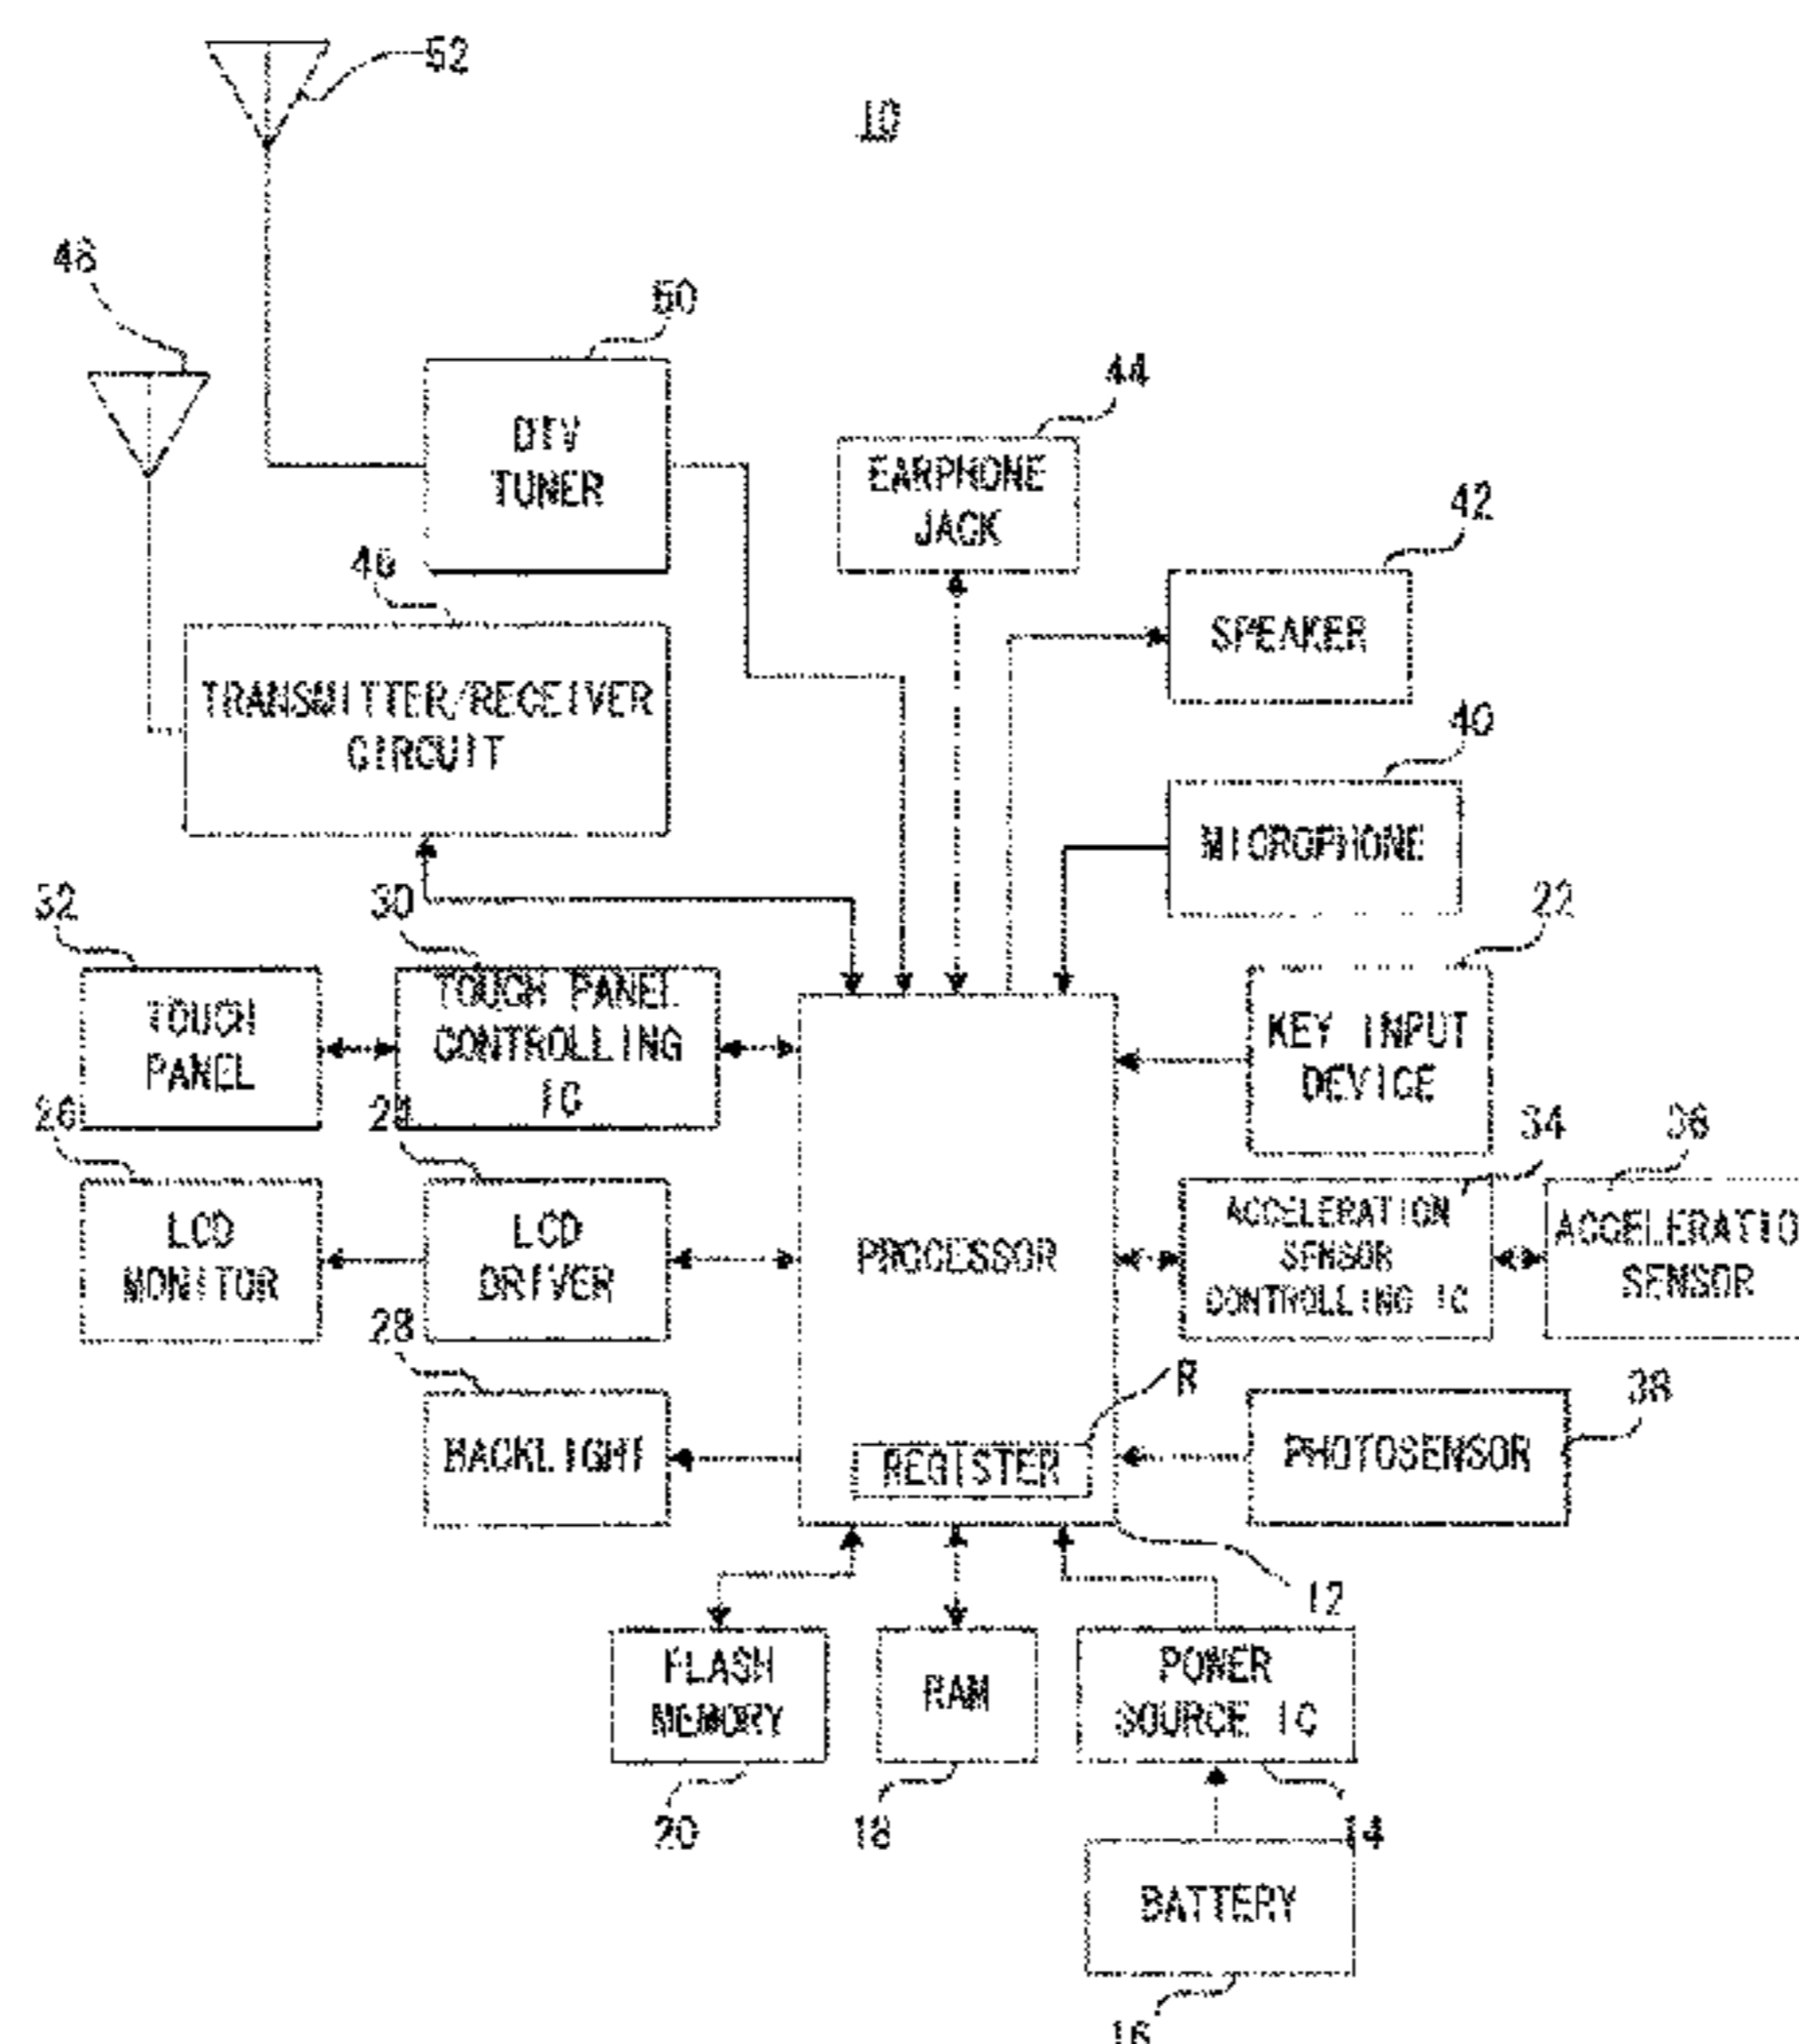 52
10
48
50
DTV
TUNER
44
EARPHONE
JACK
42
SPEAKER
46
TRANSMITTER/RECEIVER
CIRCUIT
40
MICROPHONE
32
TOUCH
PANEL
30
TOUCH PANEL
CONTROLLING
IC
22
KEY INPUT
DEVICE
26
LCD
MONITOR
24
LCD
DRIVER
PROCESSOR
34
ACCELERATION
SENSOR
CONTROLLING IC
36
ACCELERATIO
SENSOR
28
BACKLIGHT
R
REGISTER
38
PHOTOSENSOR
12
FLASH
MEMORY
RAM
POWER
SOURCE IC
20
18
14
BATTERY
16